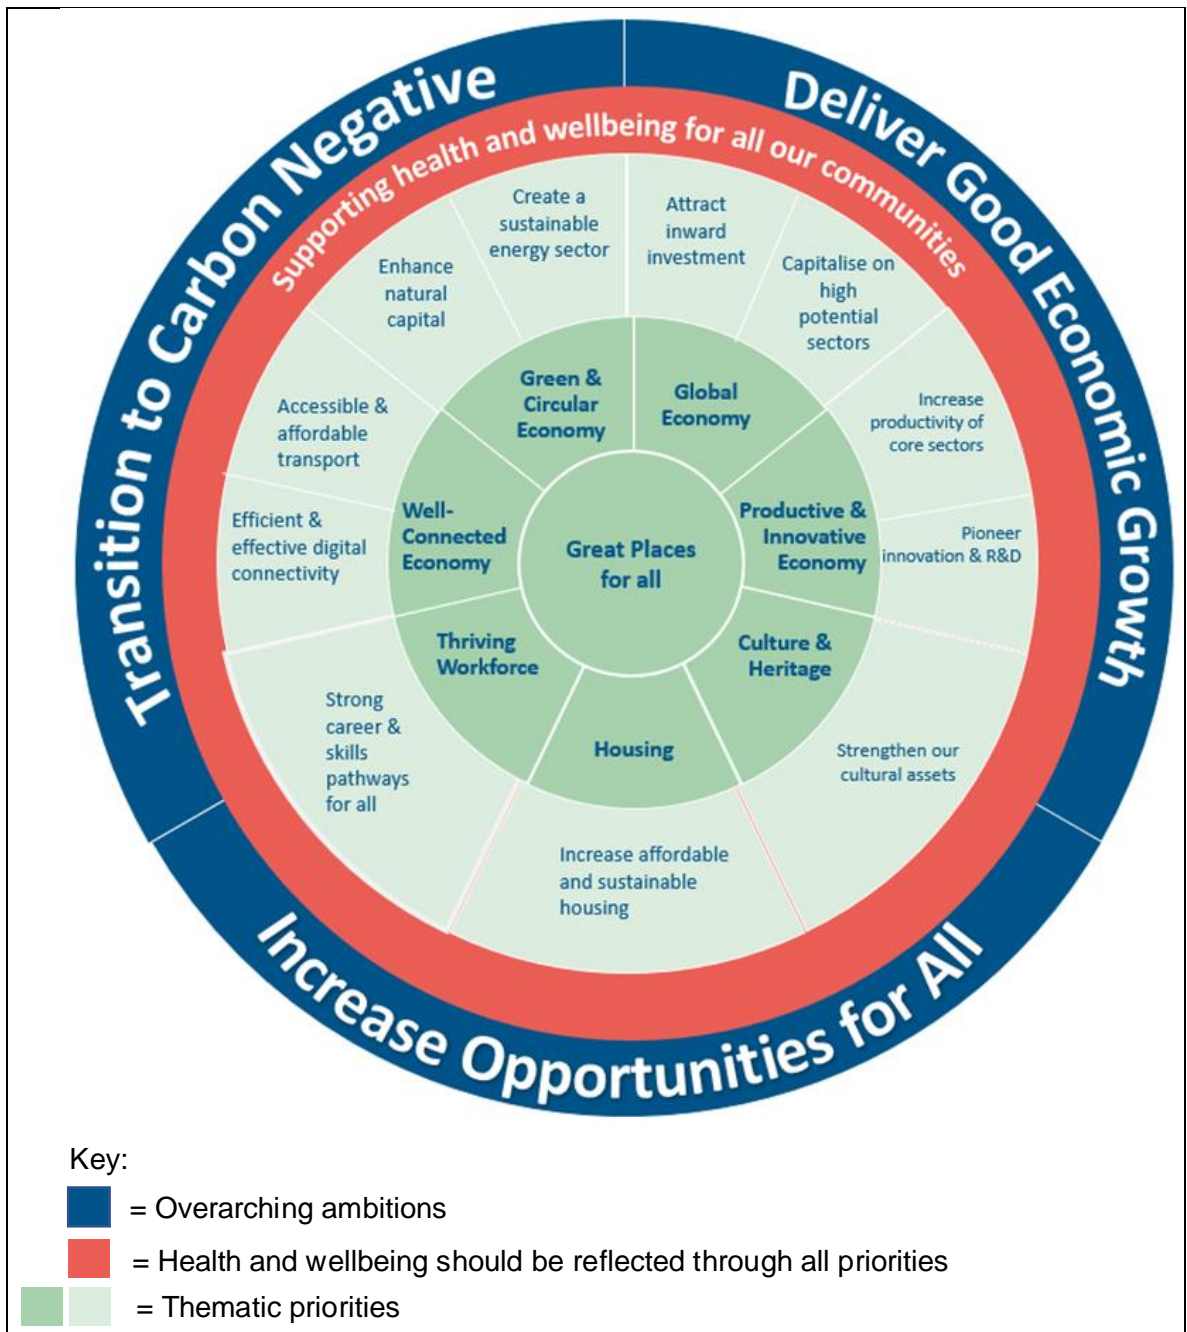 Transition to Carbon Negative
Deliver Good Economic Growth
Increase Opportunities for All
Supporting health and wellbeing for all our communities
Create a
sustainable
energy sector
Attract
inward
investment
Capitalise on
high
potential
sectors
Increase
productivity of
core sectors
Pioneer
innovation & R&D
Strengthen our
cultural assets
Increase affordable
and sustainable
housing
Strong
career &
skills
pathways
for all
Efficient &
effective digital
connectivity
Accessible &
affordable
transport
Enhance
natural
capital
Green &
Circular
Economy
Global
Economy
Productive &
Innovative
Economy
Culture &
Heritage
Housing
Thriving
Workforce
Well-
Connected
Economy
Great Places
for all
Key:
= Overarching ambitions
= Health and wellbeing should be reflected through all priorities
= Thematic priorities